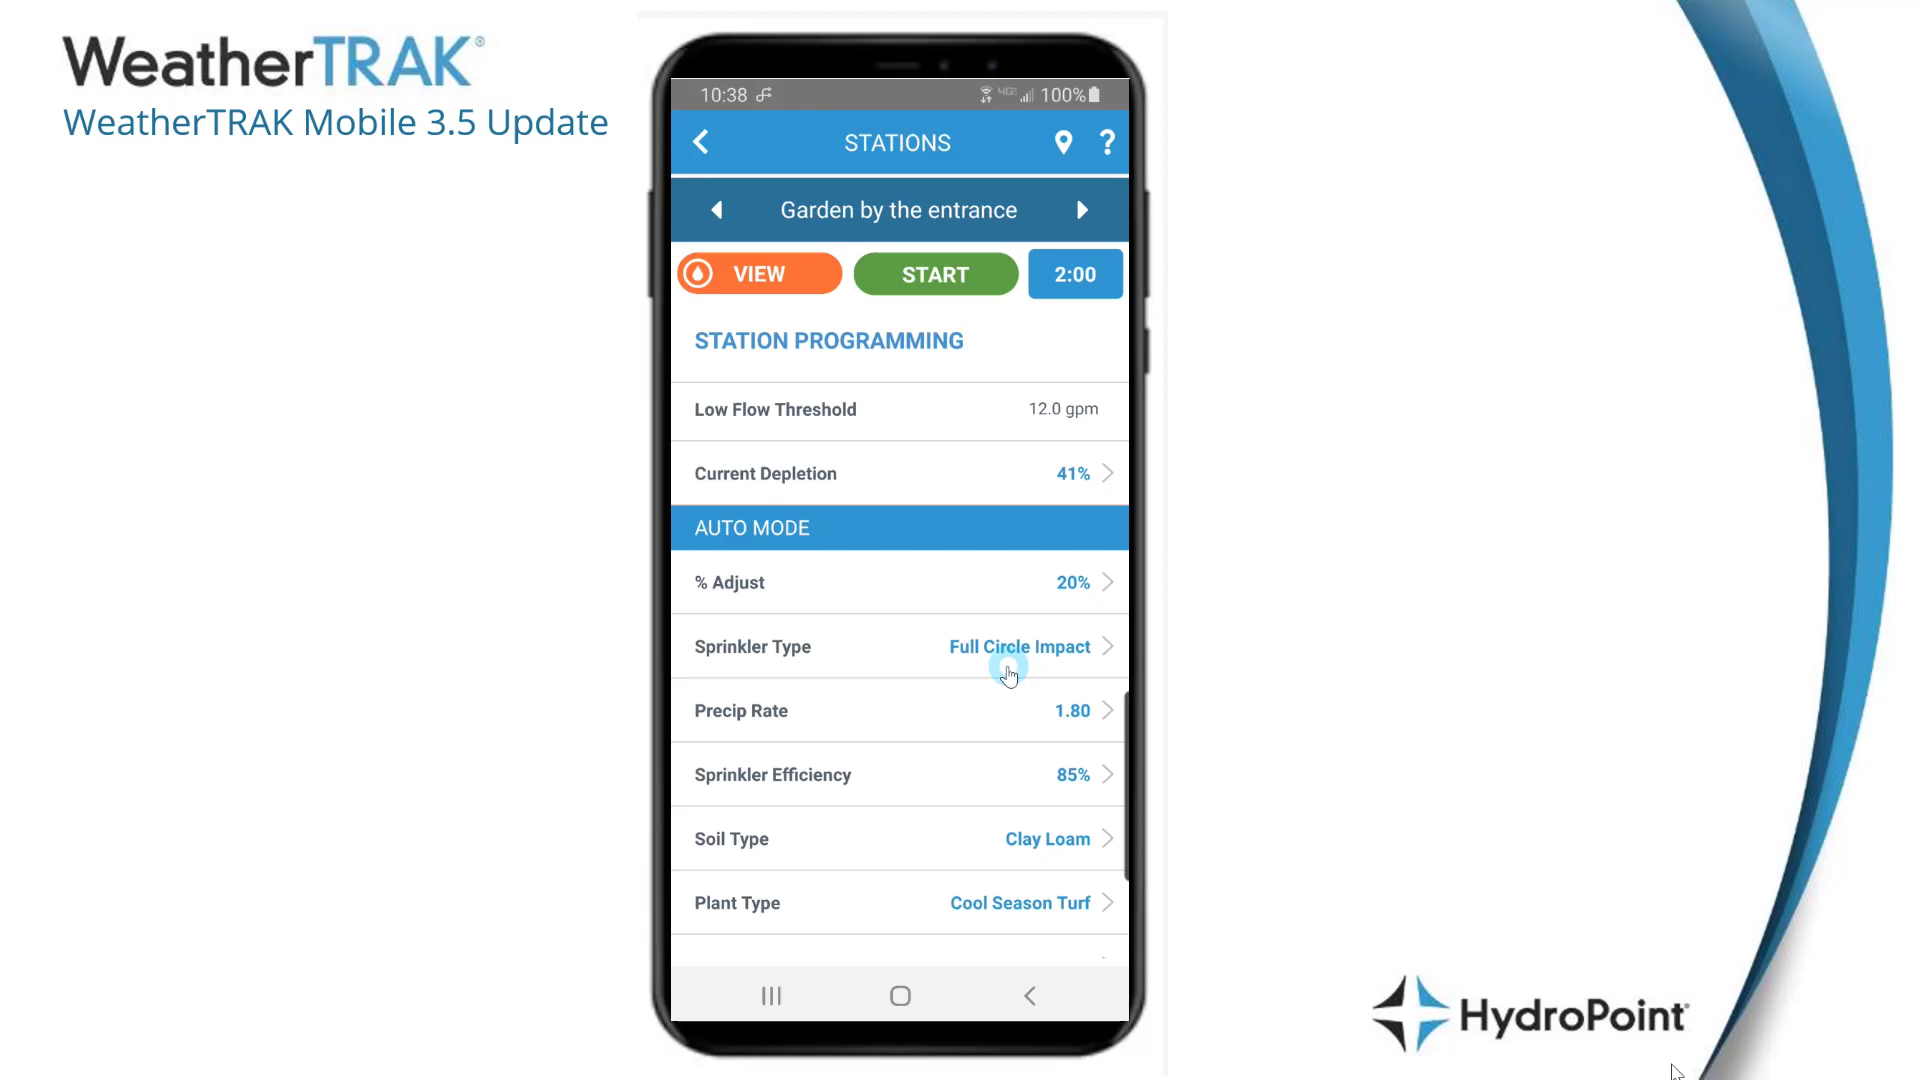 WeatherTRAK®
WeatherTRAK Mobile 3.5 Update
10:38 100%
STATIONS ?
Garden by the entrance
VIEW START 2:00
STATION PROGRAMMING
Low Flow Threshold 12.0 gpm
Current Depletion 41%
AUTO MODE
% Adjust 20%
Sprinkler Type Full Circle Impact
Precip Rate 1.80
Sprinkler Efficiency 85%
Soil Type Clay Loam
Plant Type Cool Season Turf
HydroPoint